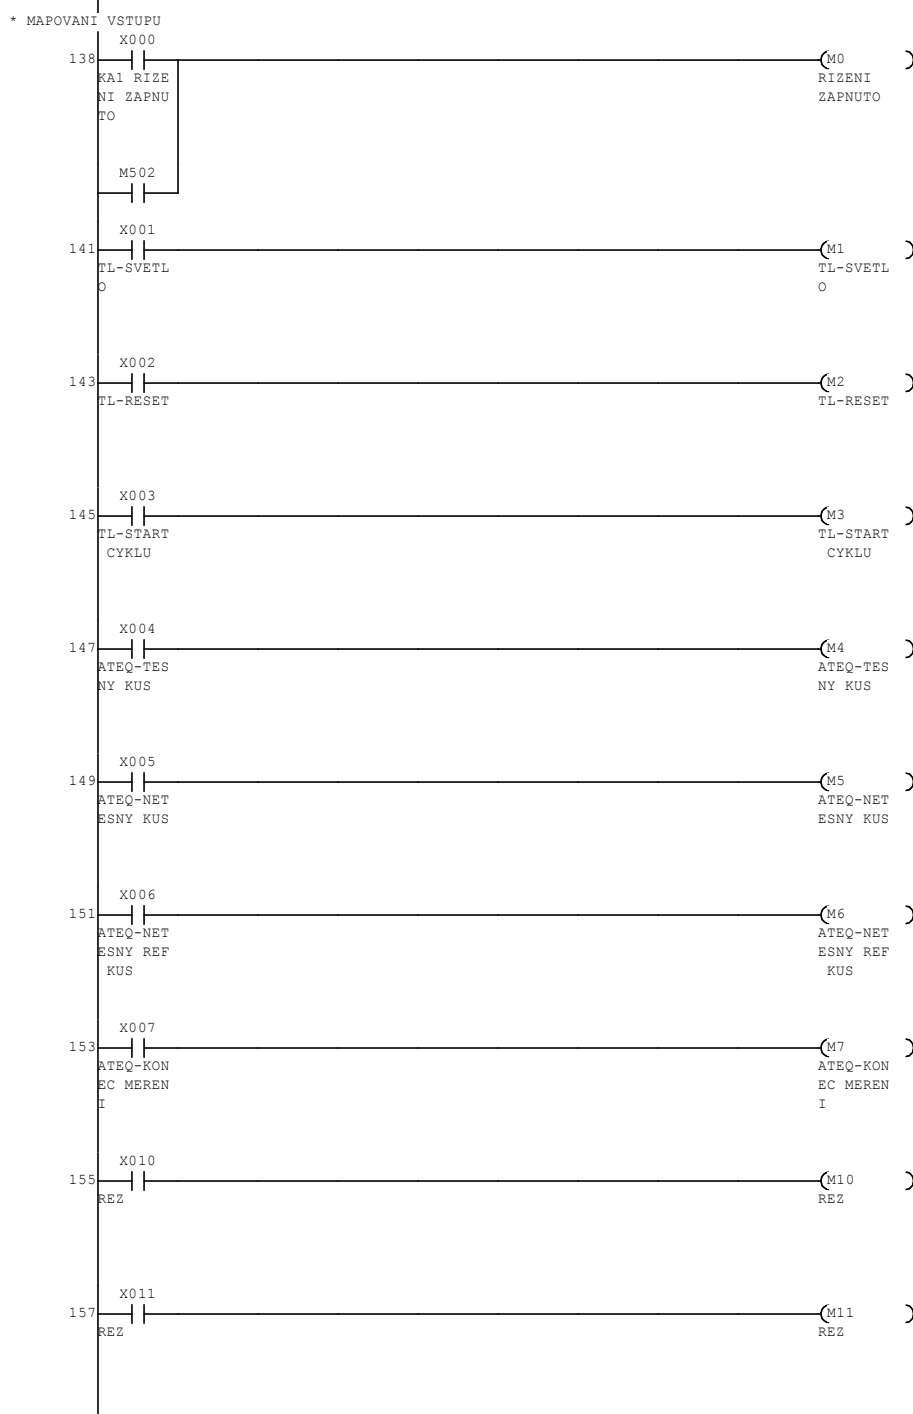 * MAPOVANI VSTUPU
X000
138
M0
KA1 RIZE
NI ZAPNU
TO
RIZENI
ZAPNUTO
M502
X001
141
M1
TL-SVETL
O
TL-SVETL
O
X002
143
M2
TL-RESET
TL-RESET
X003
145
M3
TL-START
CYKLU
TL-START
CYKLU
X004
147
M4
ATEQ-TES
NY KUS
ATEQ-TES
NY KUS
X005
149
M5
ATEQ-NET
ESNY KUS
ATEQ-NET
ESNY KUS
X006
151
M6
ATEQ-NET
ESNY REF
KUS
ATEQ-NET
ESNY REF
KUS
X007
153
M7
ATEQ-KON
EC MEREN
I
ATEQ-KON
EC MEREN
I
X010
155
M10
REZ
REZ
X011
157
M11
REZ
REZ